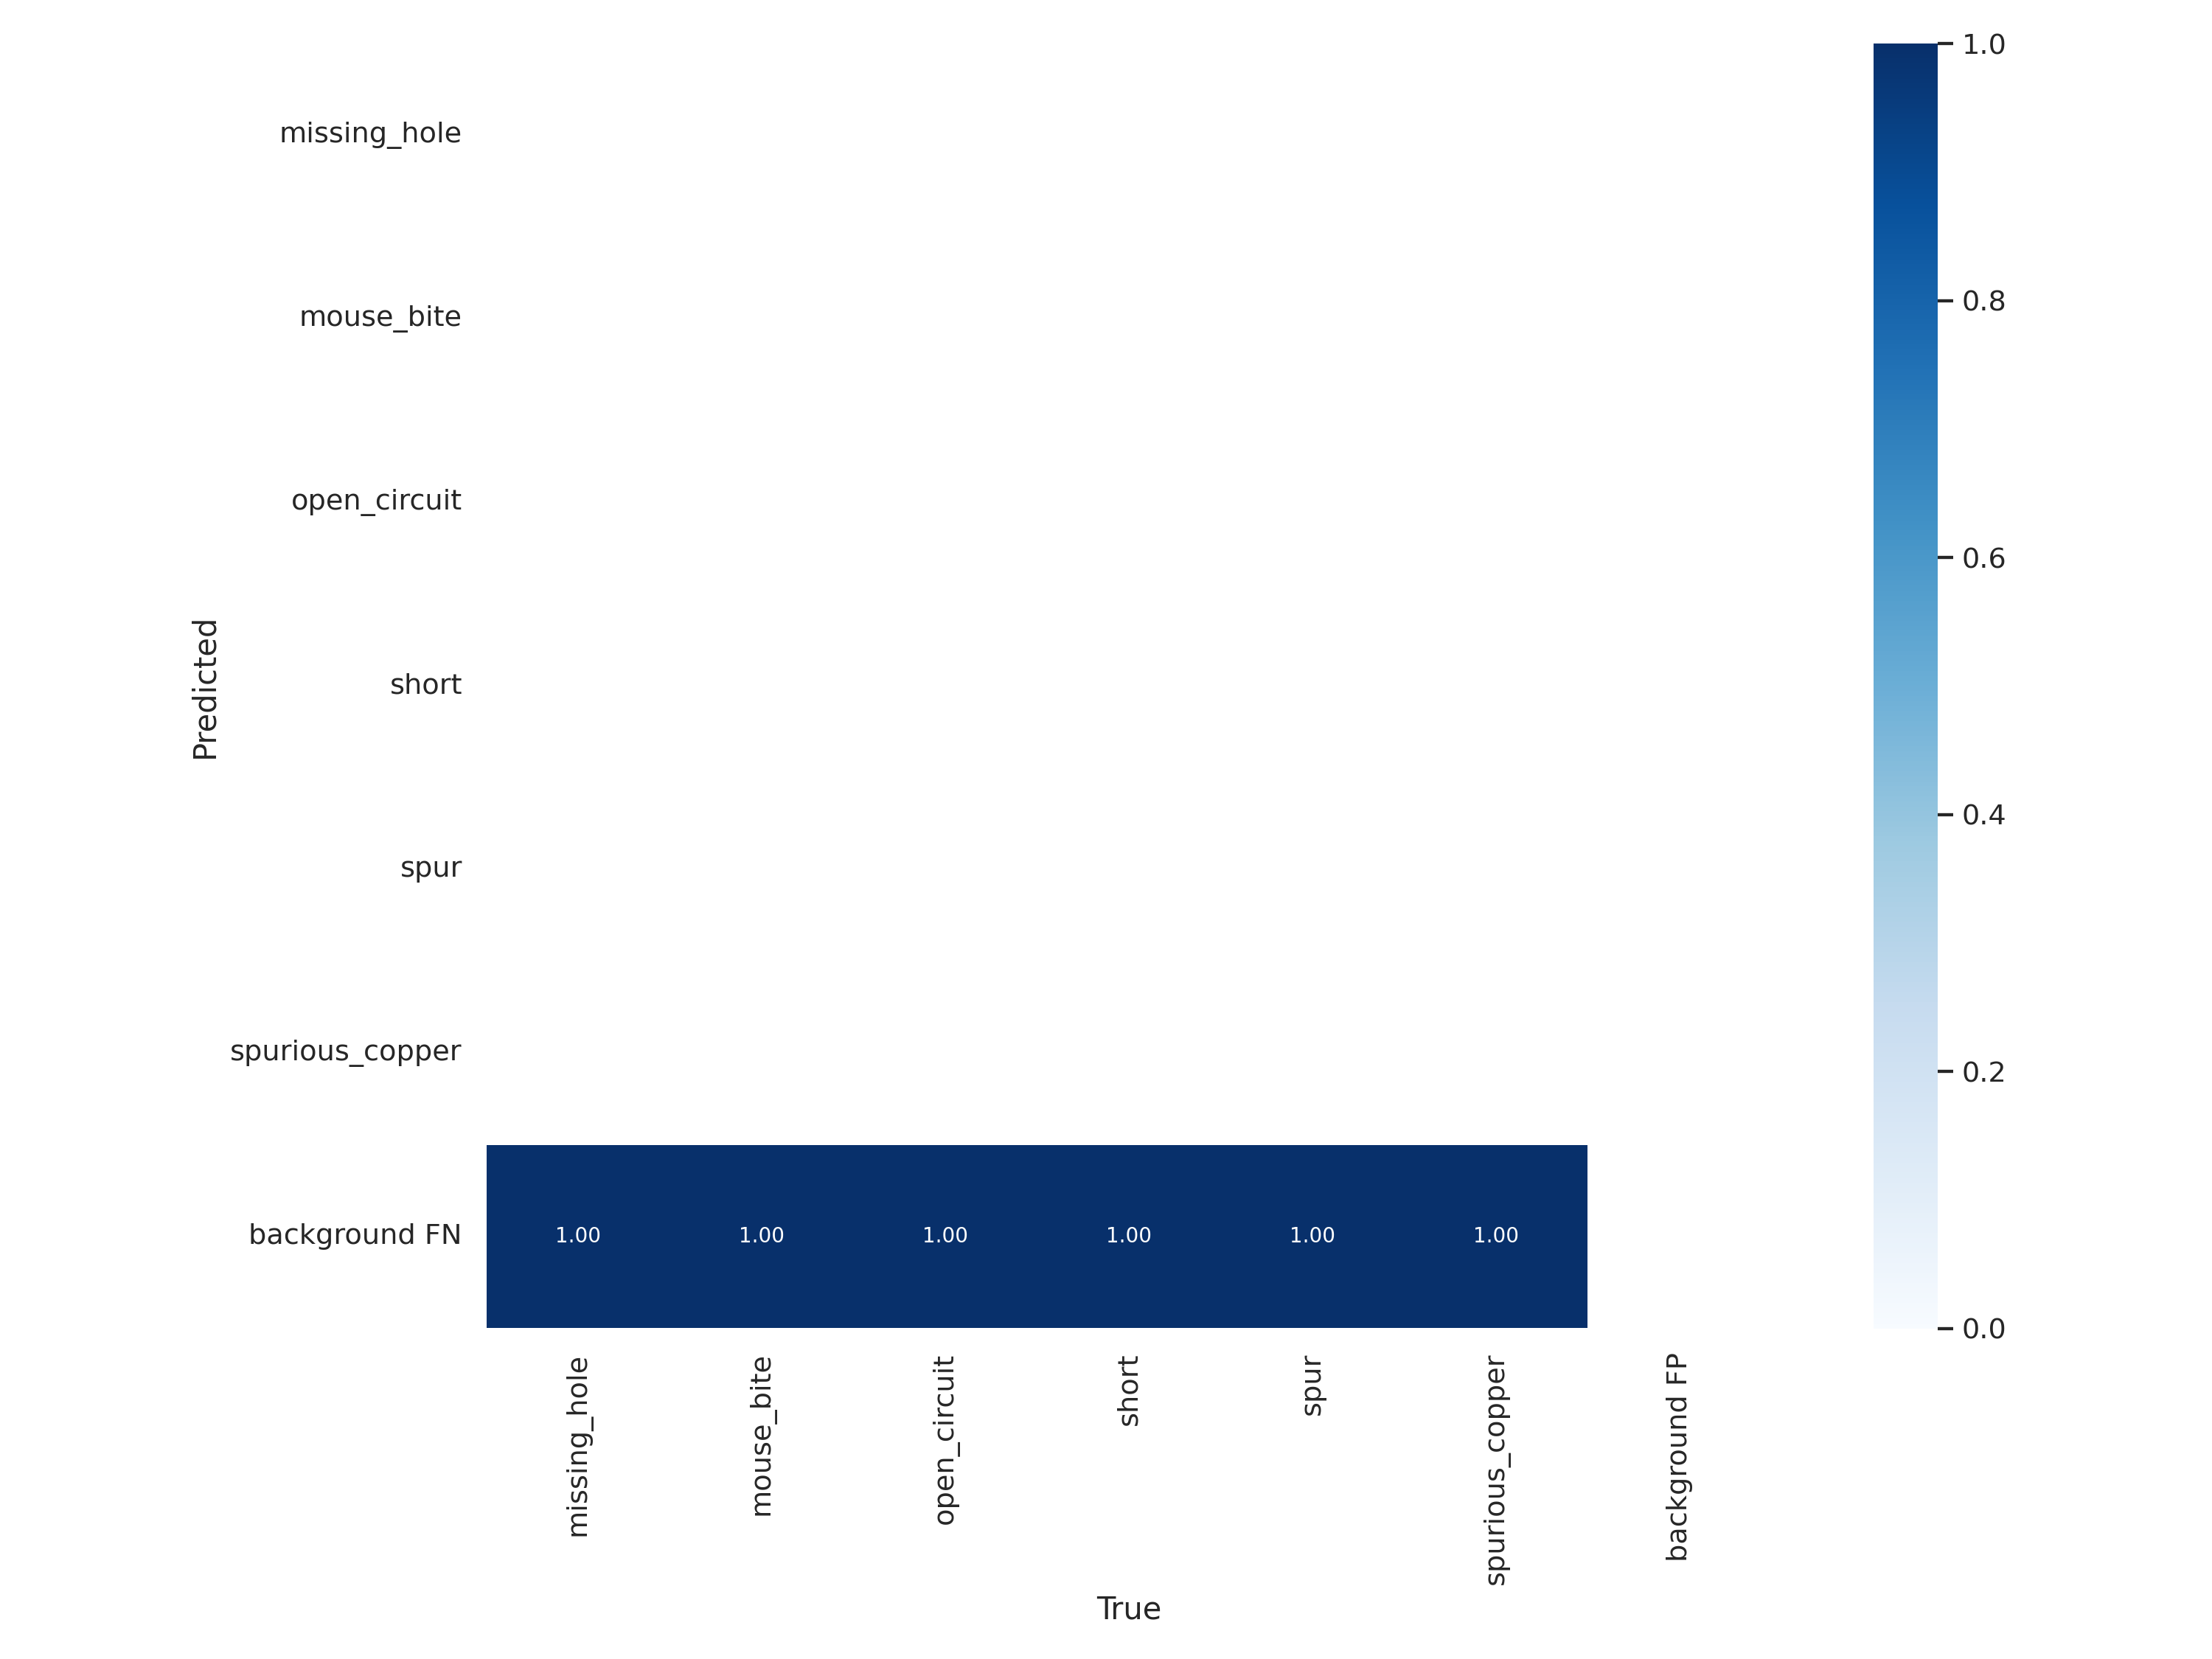 missing_hole
mouse_bite
open_circuit
short
spur
spurious_copper
background FN
Predicted
1.00 1.00 1.00 1.00 1.00 1.00
missing_hole
mouse_bite
open_circuit
short
spur
spurious_copper
background FP
True
1.0
0.8
0.6
0.4
0.2
0.0